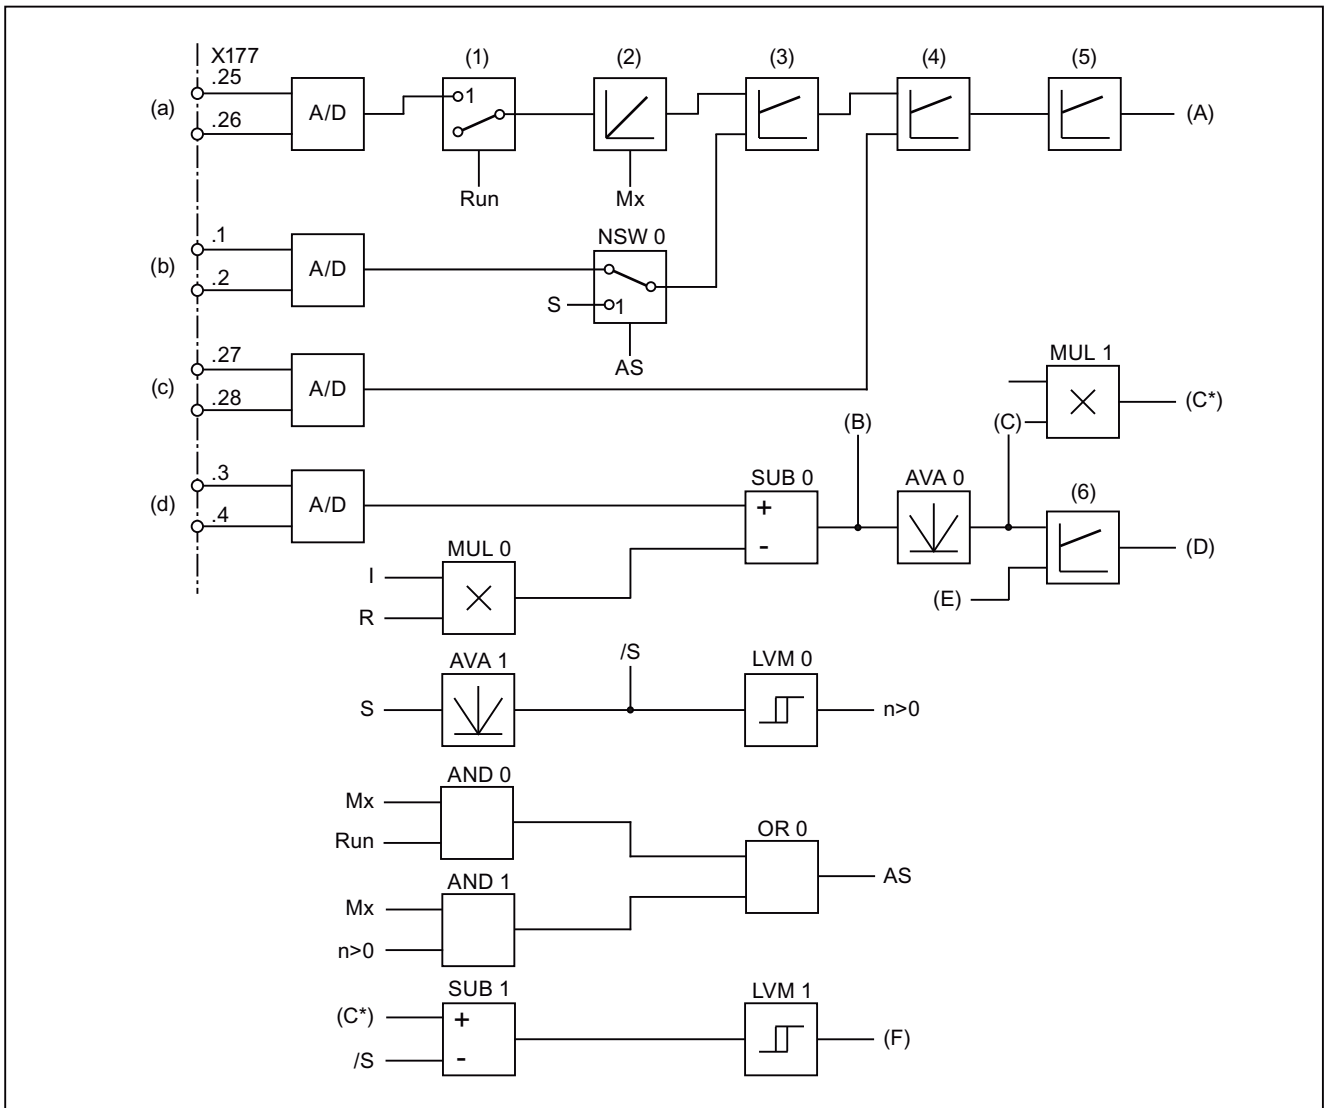 X177
(1) (2) (3) (4) (5)
.25
(a) A/D 1 (A)
.26
Run Mx
.1 NSW 0
(b) A/D
.2
S 1
AS
.27 MUL 1
(c) A/D
.28 (C*)
(B) (C)
.3 SUB 0 AVA 0 (6)
(d) A/D +
.4 -
MUL 0 (D)
I
R (E)
AVA 1 /S LVM 0
S n>0
AND 0
Mx
Run OR 0
AND 1 AS
Mx
n>0
SUB 1 LVM 1
(C*) + (F)
/S -